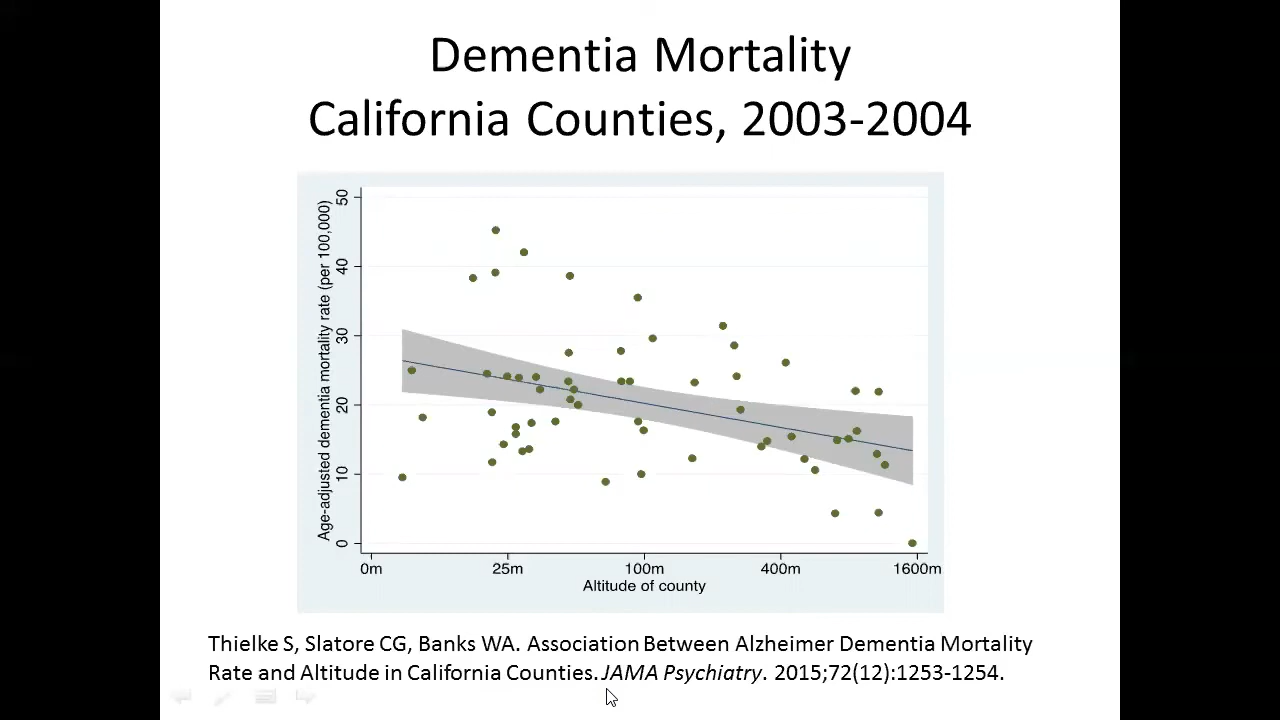 Dementia Mortality
California Counties, 2003-2004
Age-adjusted dementia mortality rate (per 100,000)
50
40
30
20
10
0
0m 25m 100m 400m 1600m
Altitude of county
Thielke S, Slatore CG, Banks WA. Association Between Alzheimer Dementia Mortality
Rate and Altitude in California Counties. JAMA Psychiatry. 2015;72(12):1253-1254.